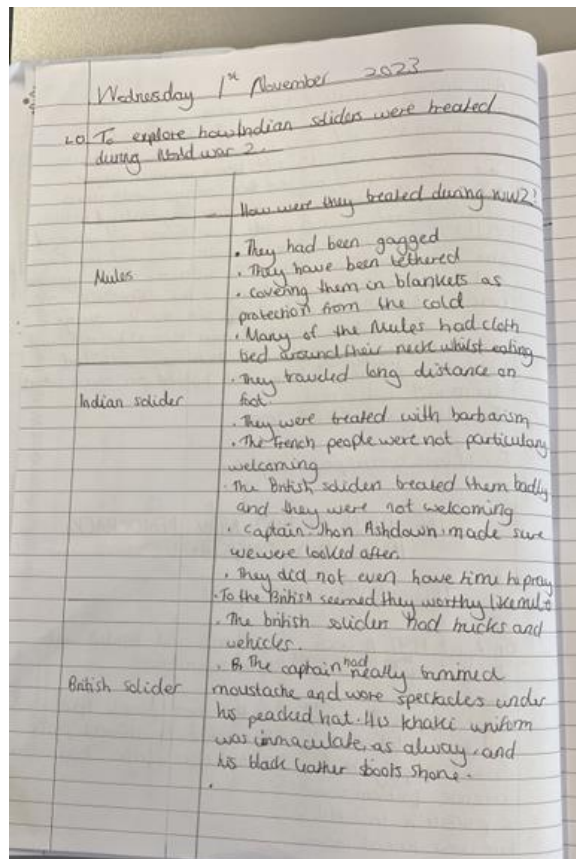 Wednesday 1st November 2023
LO To explore how Indian soliders were treated
during World war 2.
How were they treated during WW2?
Mules
• They had been gagged
• They have been tethered
• Covering them in blankets as
protection from the cold
• Many of the Mules had cloth
tied around their neck whilst eating
Indian solider
• They traveled long distance on
foot.
• They were treated with barbarism
• The French people were not particulary
welcoming
• The British soliders treated them badly
and they were not welcoming
• Captain Jhon Ashdown made sure
we were looked after.
• They did not even have time to pray
• To the British seemed they worthy like mules
• The british soliders had trucks and
vehicles.
British solider
• The captain had neatly trimmed
moustache and wore spectacles under
his peacked hat. His khaki uniform
was immaculate, as alway, and
his black leather boots shone.